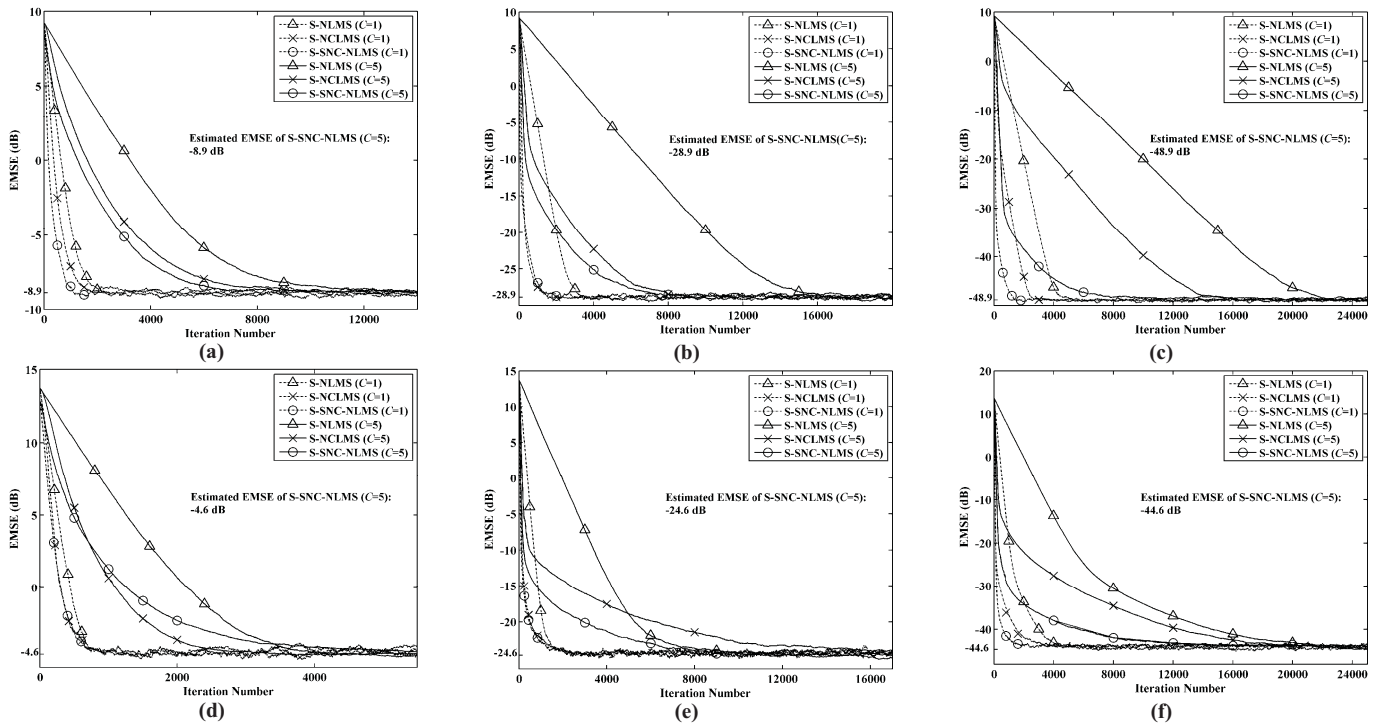 10
5
0
-5
-8.9
-10
EMSE (dB)
S-NLMS (C=1)
S-NCLMS (C=1)
S-SNC-NLMS (C=1)
S-NLMS (C=5)
S-NCLMS (C=5)
S-SNC-NLMS (C=5)
Estimated EMSE of S-SNC-NLMS (C=5):
-8.9 dB
0 4000 8000 12000
Iteration Number
(a)
10
5
0
-5
-10
-15
-20
-25
-28.9
EMSE (dB)
S-NLMS (C=1)
S-NCLMS (C=1)
S-SNC-NLMS (C=1)
S-NLMS (C=5)
S-NCLMS (C=5)
S-SNC-NLMS (C=5)
Estimated EMSE of S-SNC-NLMS(C=5):
-28.9 dB
0 4000 8000 12000 16000
Iteration Number
(b)
10
0
-10
-20
-30
-40
-48.9
EMSE (dB)
S-NLMS (C=1)
S-NCLMS (C=1)
S-SNC-NLMS (C=1)
S-NLMS (C=5)
S-NCLMS (C=5)
S-SNC-NLMS (C=5)
Estimated EMSE of S-SNC-NLMS (C=5):
-48.9 dB
0 4000 8000 12000 16000 20000 24000
Iteration Number
(c)
15
10
5
0
-4.6
EMSE (dB)
S-NLMS (C=1)
S-NCLMS (C=1)
S-SNC-NLMS (C=1)
S-NLMS (C=5)
S-NCLMS (C=5)
S-SNC-NLMS (C=5)
Estimated EMSE of S-SNC-NLMS (C=5):
-4.6 dB
0 2000 4000
Iteration Number
(d)
15
10
5
0
-5
-10
-15
-20
-24.6
EMSE (dB)
S-NLMS (C=1)
S-NCLMS (C=1)
S-SNC-NLMS (C=1)
S-NLMS (C=5)
S-NCLMS (C=5)
S-SNC-NLMS (C=5)
Estimated EMSE of S-SNC-NLMS (C=5):
-24.6 dB
0 4000 8000 12000 16000
Iteration Number
(e)
20
10
0
-10
-20
-30
-40
-44.6
EMSE (dB)
S-NLMS (C=1)
S-NCLMS (C=1)
S-SNC-NLMS (C=1)
S-NLMS (C=5)
S-NCLMS (C=5)
S-SNC-NLMS (C=5)
Estimated EMSE of S-SNC-NLMS (C=5):
-44.6 dB
0 4000 8000 12000 16000 20000 24000
Iteration Number
(f)